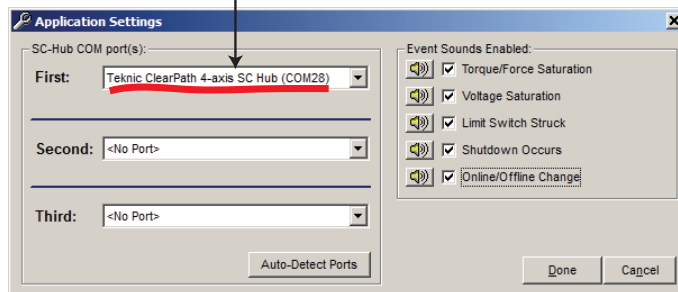 Application Settings
SC-Hub COM port(s):
First:
Teknic ClearPath 4-axis SC Hub (COM28)
Second:
<No Port>
Third:
<No Port>
Auto-Detect Ports
Event Sounds Enabled:
Torque/Force Saturation
Voltage Saturation
Limit Switch Struck
Shutdown Occurs
Online/Offline Change
Done
Cancel